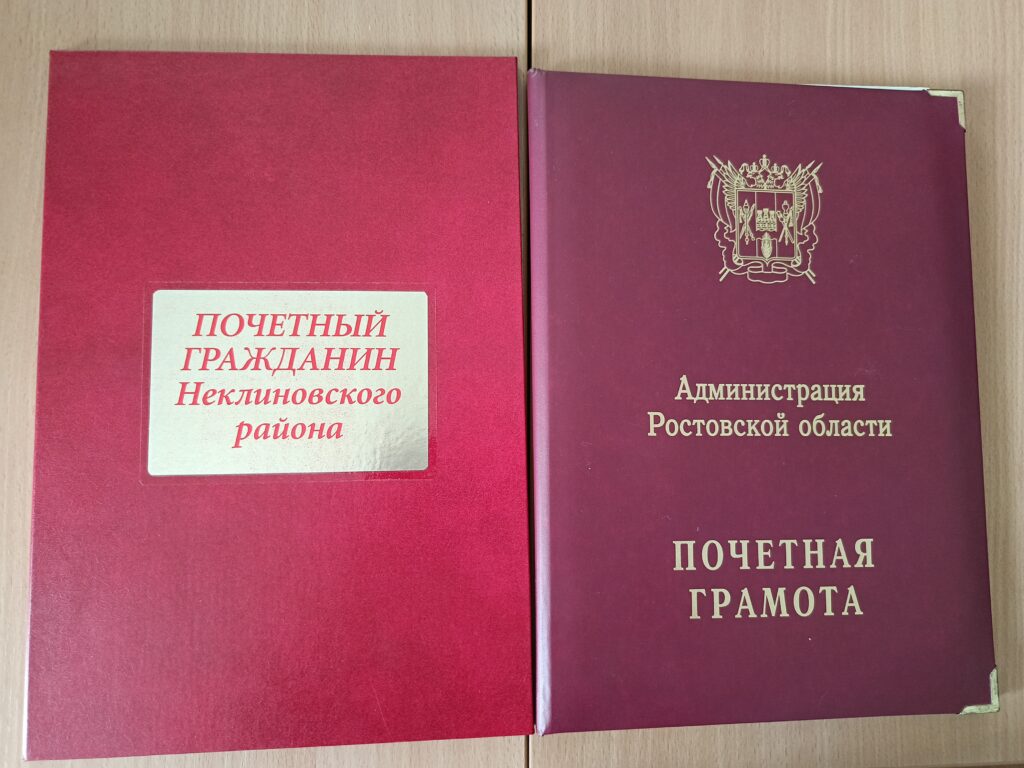 ПОЧЕТНЫЙ
ГРАЖДАНИН
Неклиновского
района
Администрация
Ростовской области
ПОЧЕТНАЯ
ГРАМОТА